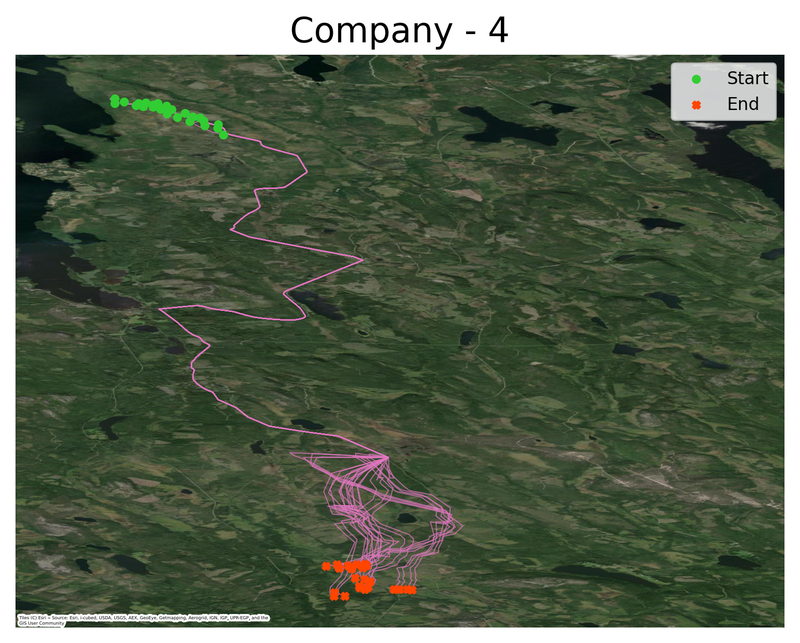 Company - 4
Start
End
Tiles (C) Esri -- Source: Esri, i-cubed, USDA, USGS, AEX, GeoEye, Getmapping, Aerogrid, IGN, IGP, UPR-EGP, and the
GIS User Community